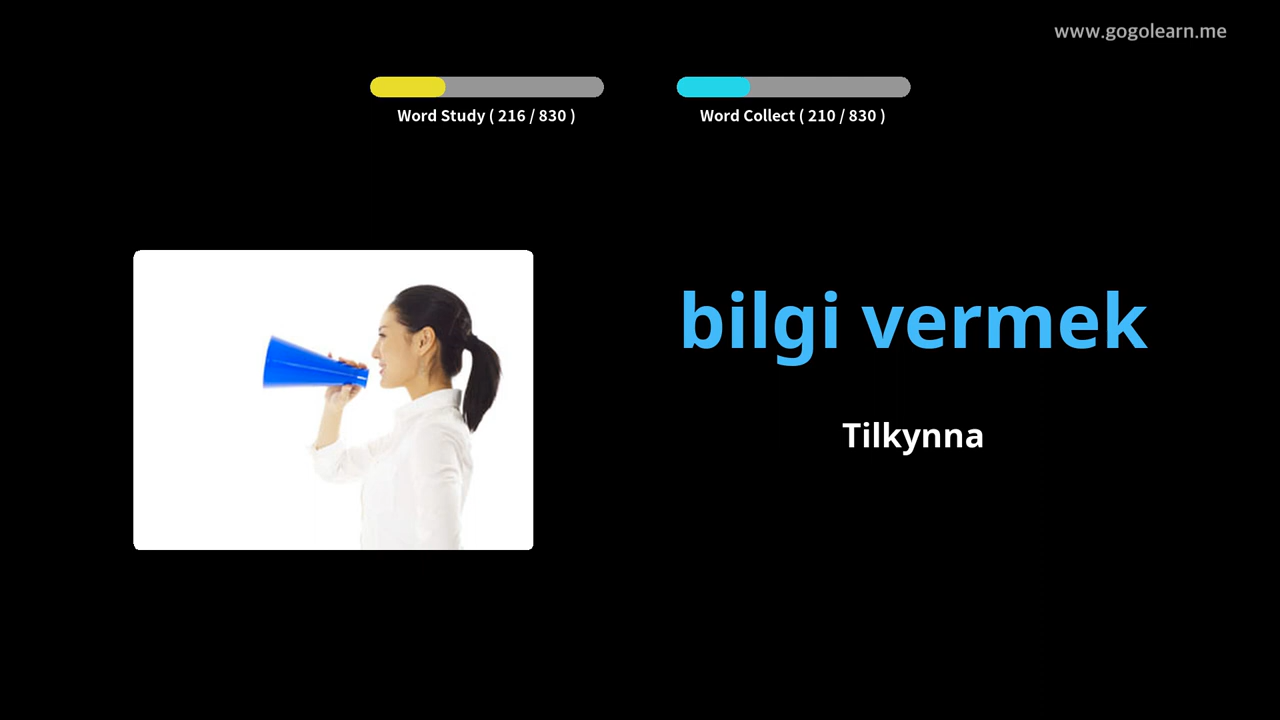 www.gogolearn.me
Word Study ( 216 / 830 )
Word Collect ( 210 / 830 )
bilgi vermek
Tilkynna